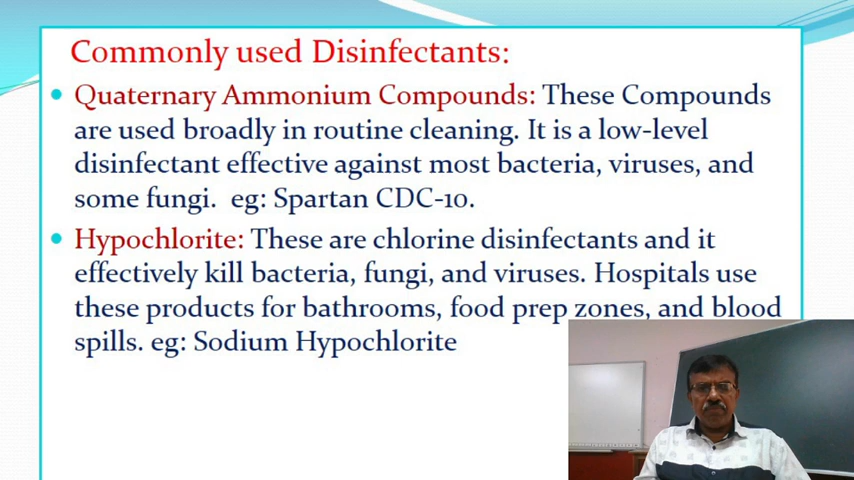 Commonly used Disinfectants:
Quaternary Ammonium Compounds: These Compounds
are used broadly in routine cleaning. It is a low-level
disinfectant effective against most bacteria, viruses, and
some fungi. eg: Spartan CDC-10.
Hypochlorite: These are chlorine disinfectants and it
effectively kill bacteria, fungi, and viruses. Hospitals use
these products for bathrooms, food prep zones, and blood
spills. eg: Sodium Hypochlorite